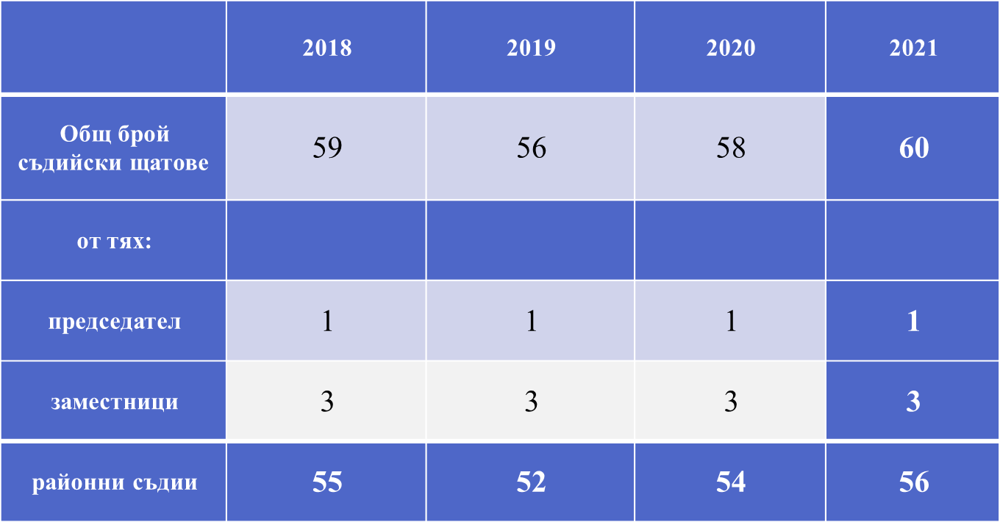 2018 2019 2020 2021
Общ брой
съдийски щатове 59 56 58 60
от тях:
председател 1 1 1 1
заместници 3 3 3 3
районни съдии 55 52 54 56